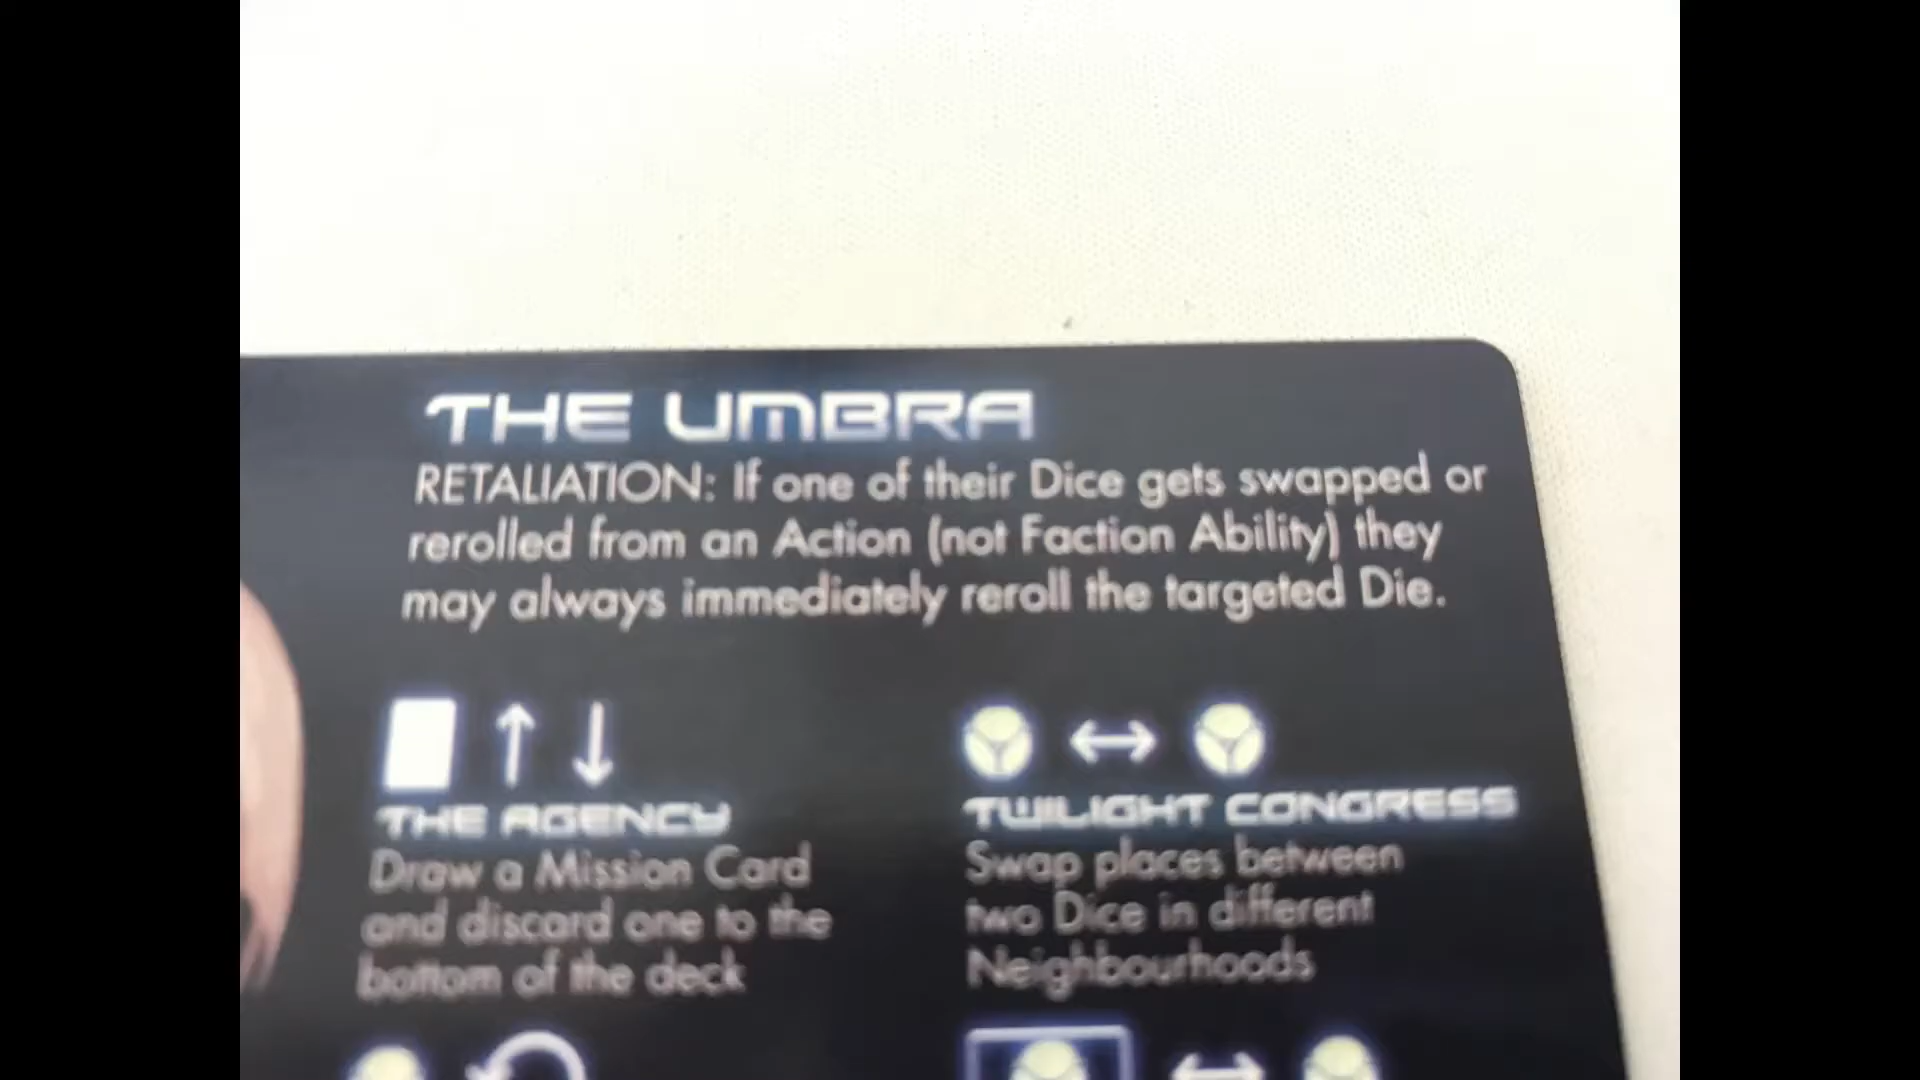 THE UMBRA
RETALIATION: If one of their Dice gets swapped or
rerolled from an Action (not Faction Ability) they
may always immediately reroll the targeted Die.
THE AGENCY
Draw a Mission Card
and discard one to the
bottom of the deck
TWILIGHT CONGRESS
Swap places between
two Dice in different
Neighbourhoods